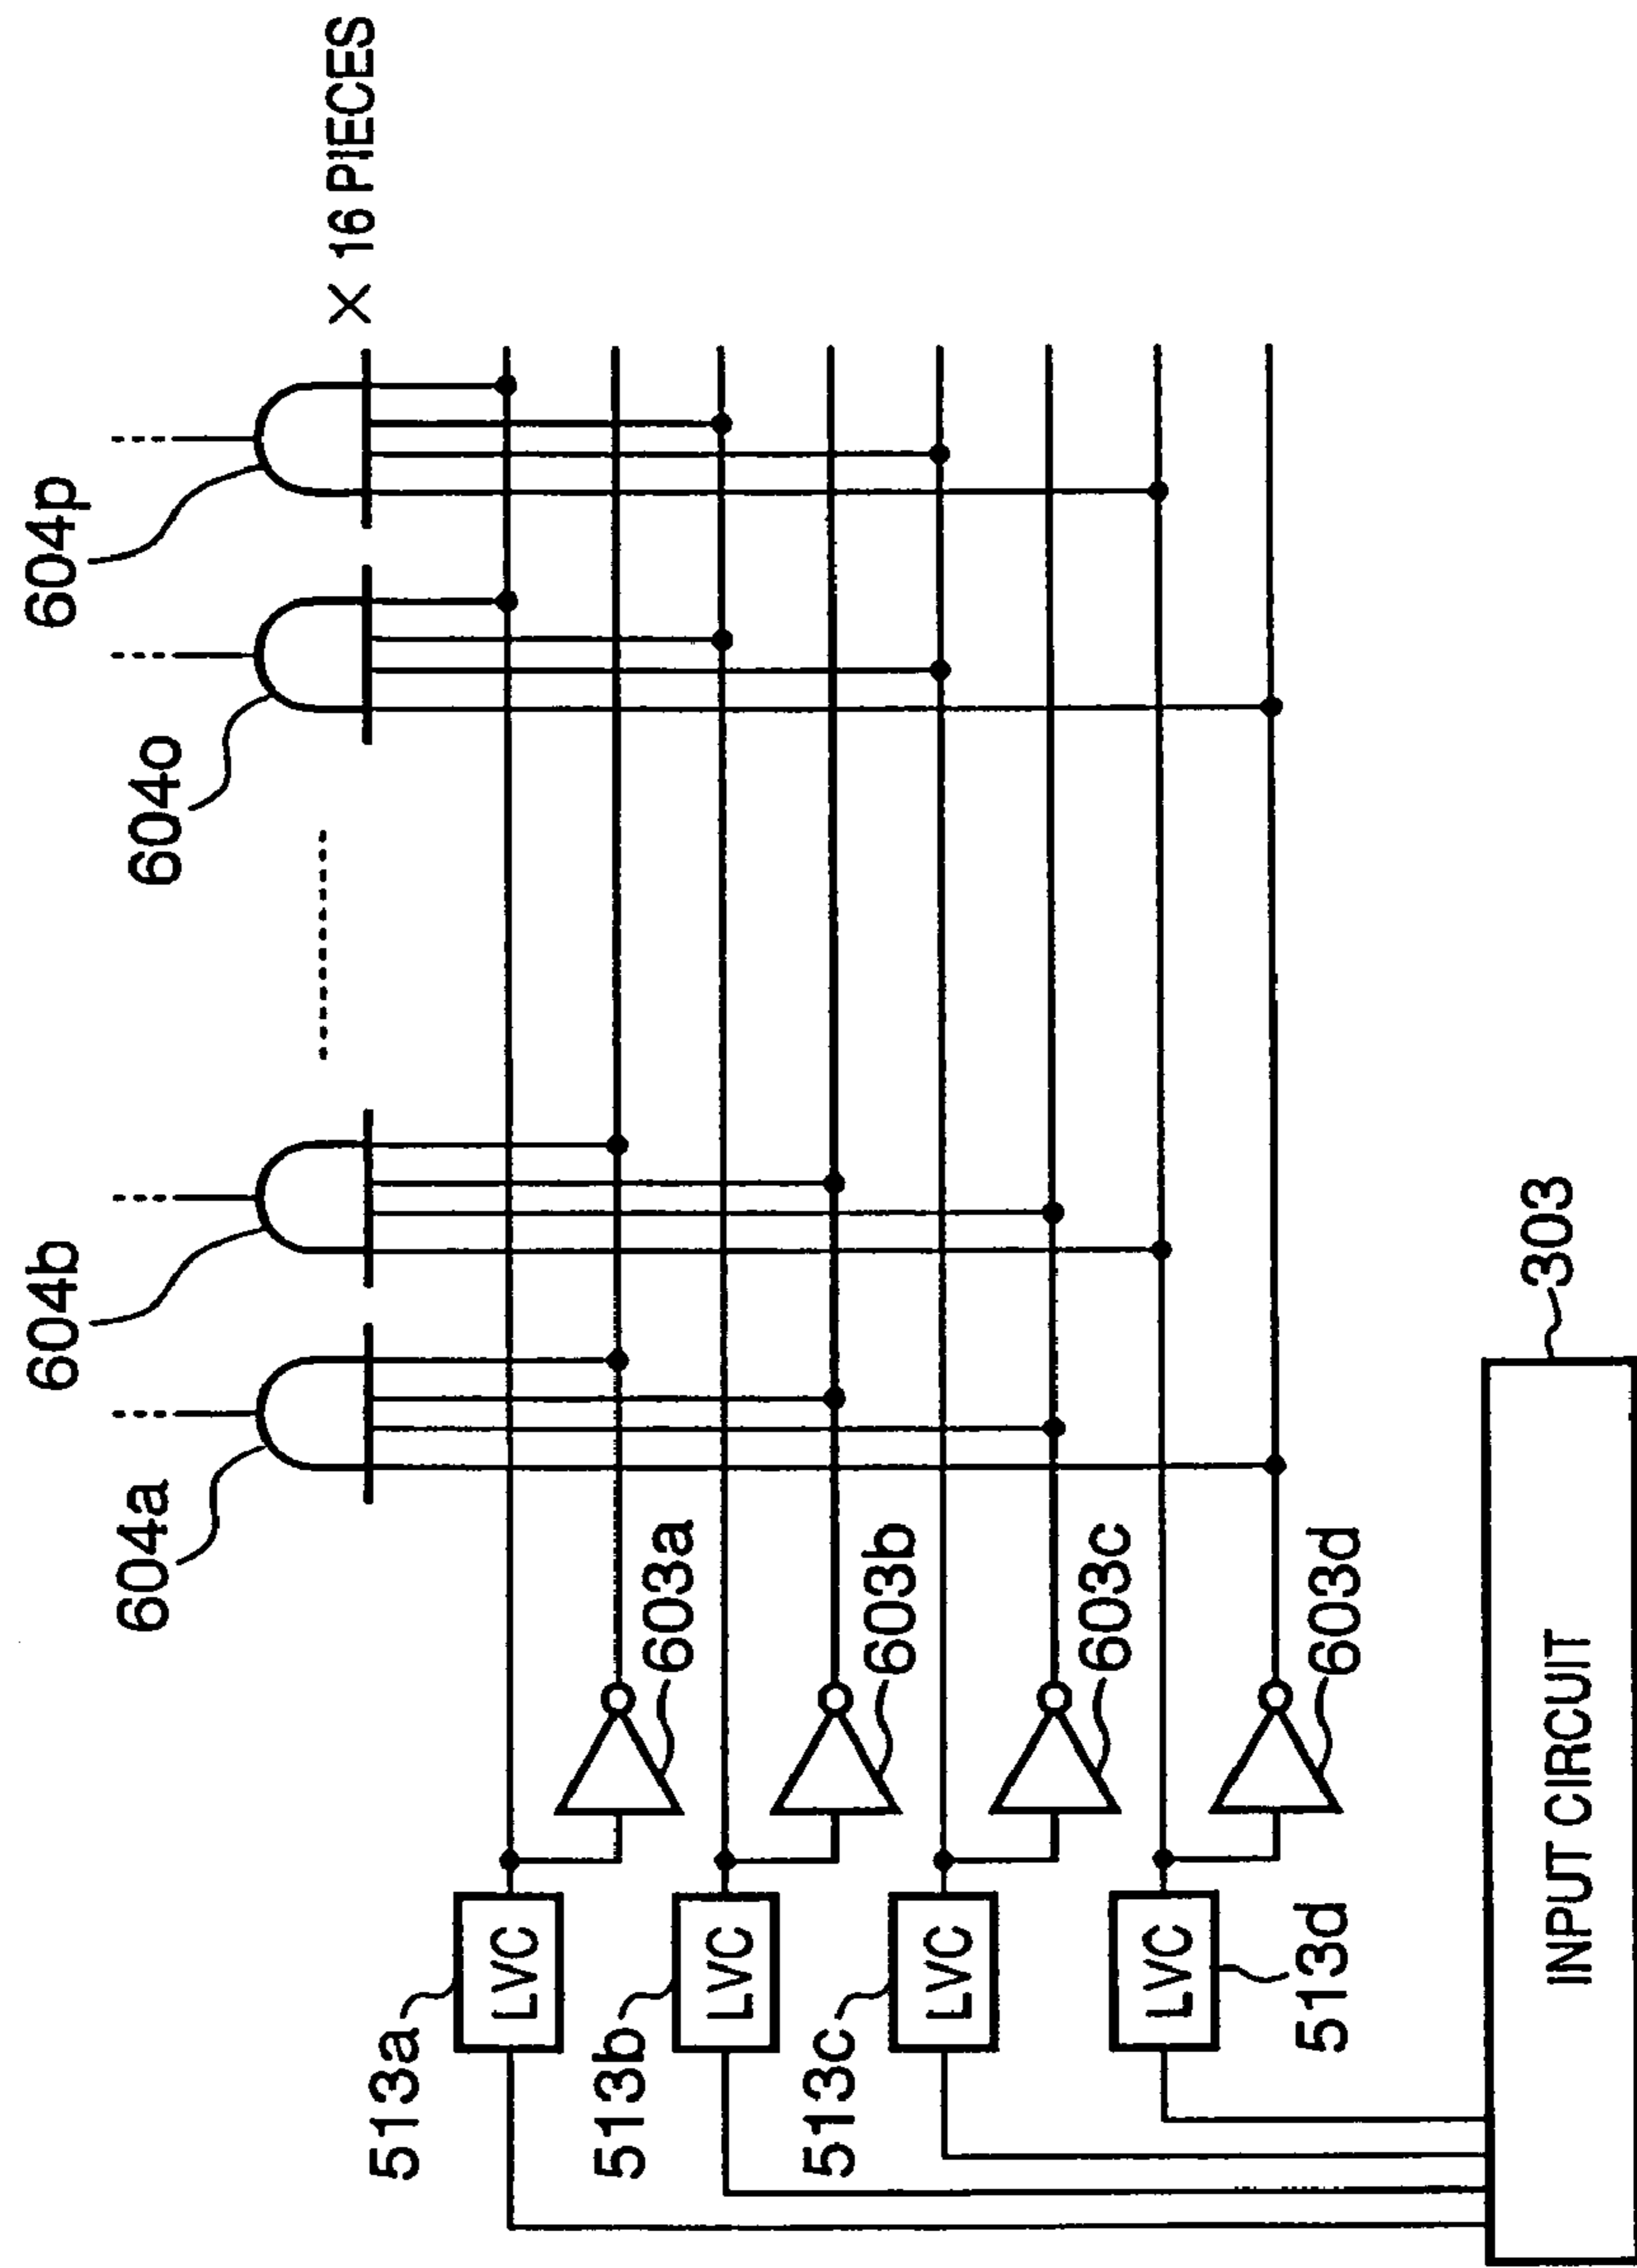 604p
× 16 PIECES
604o
604b
604a
603a
603b
603c
603d
513a
LVC
513b
LVC
513c
LVC
513d
LVC
303
INPUT CIRCUIT